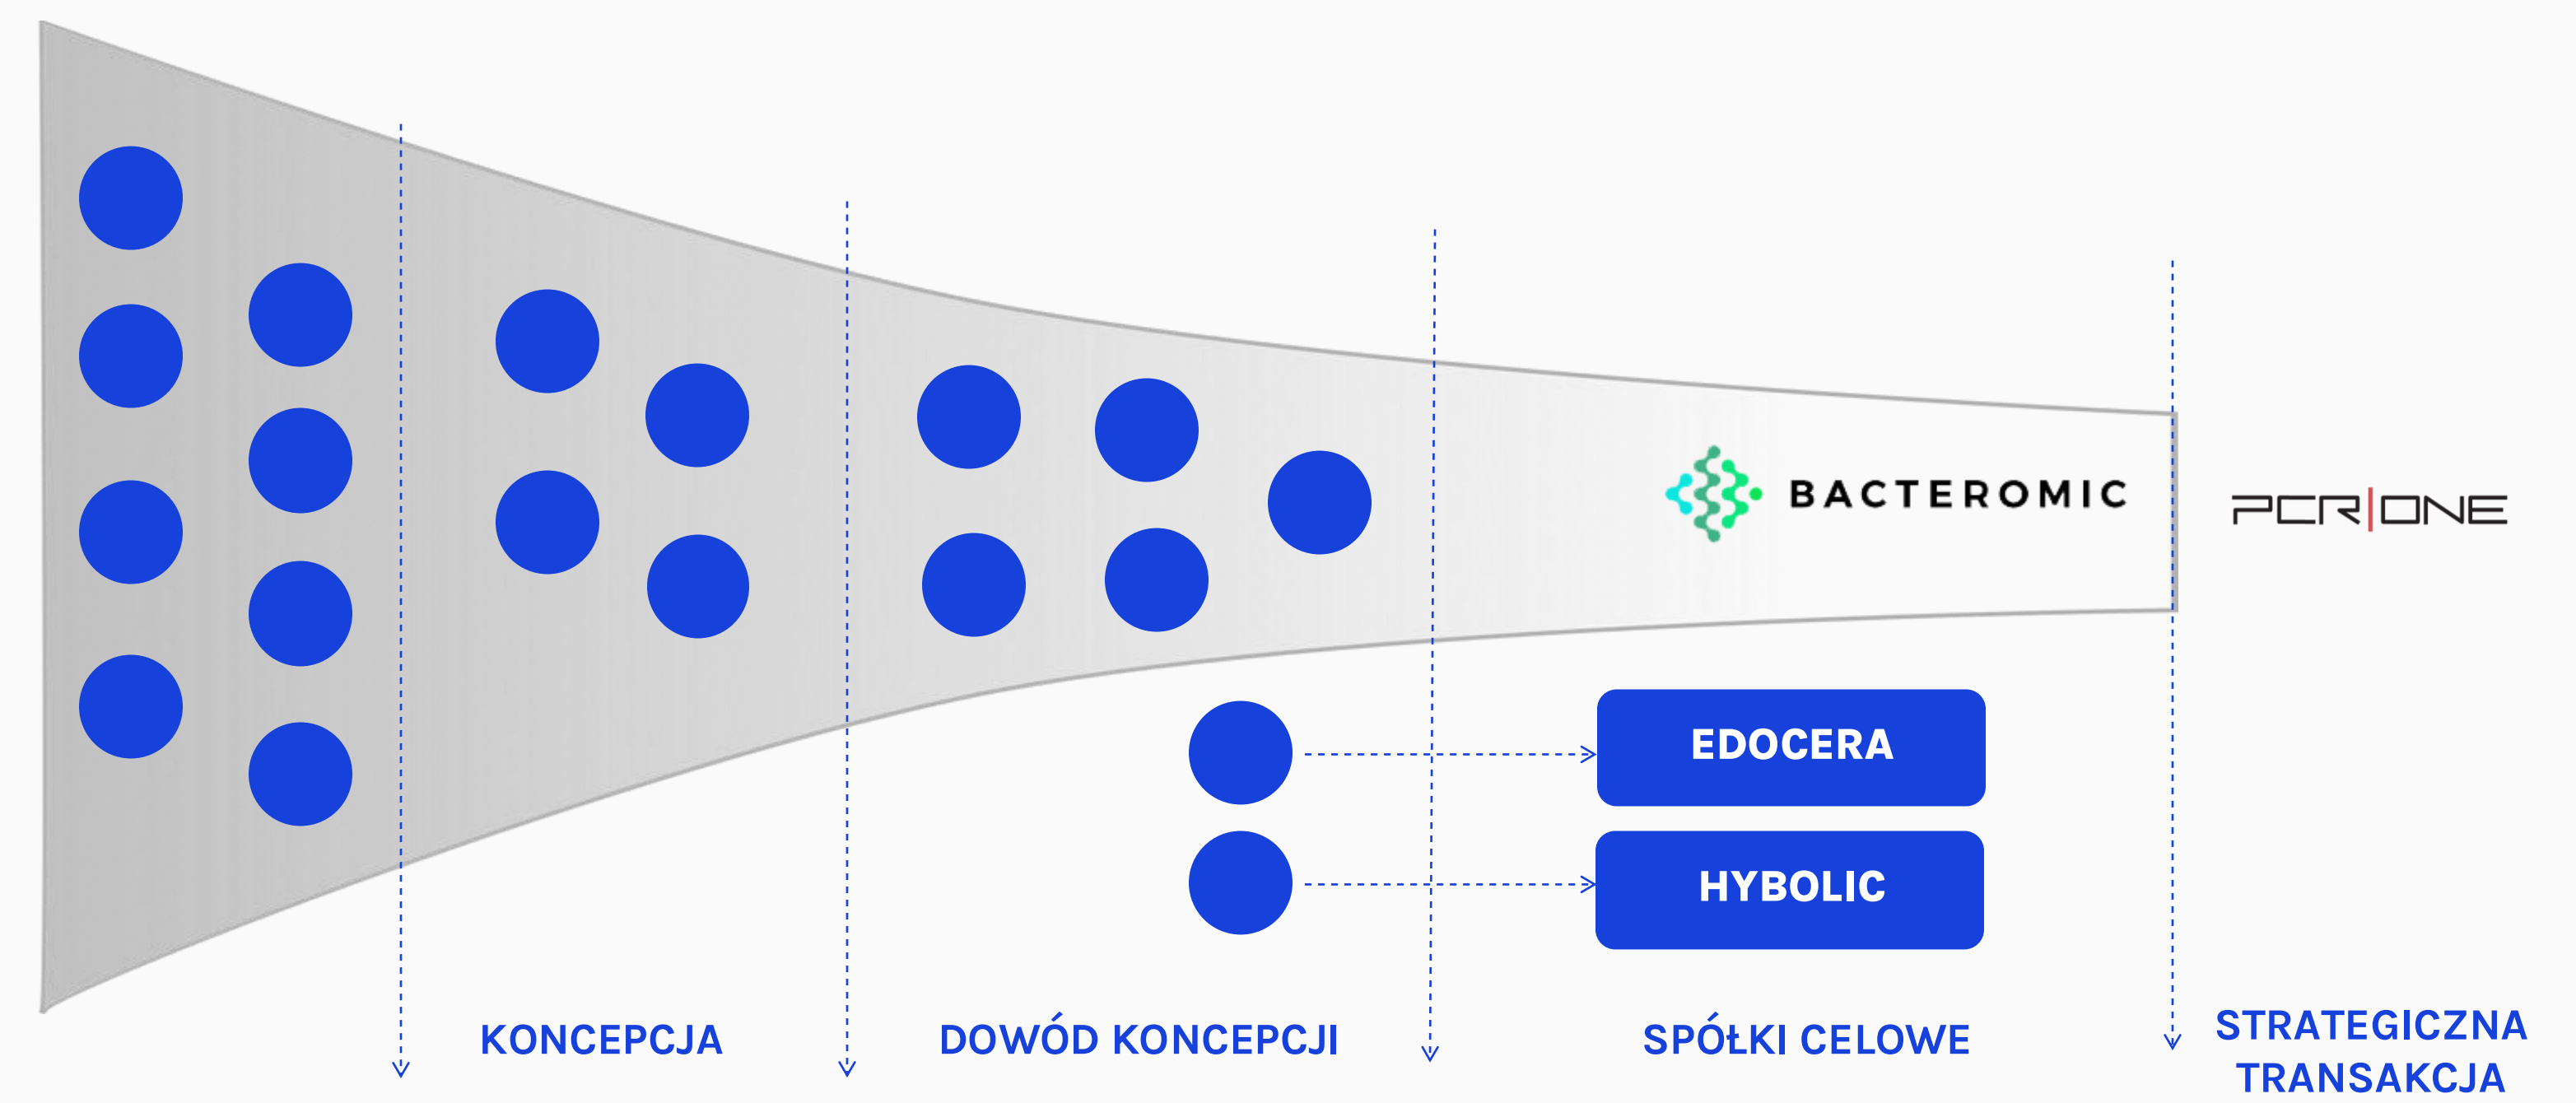 BACTEROMIC
PCR|ONE
EDOCERA
HYBOLIC
KONCEPCJA
DOWÓD KONCEPCJI
SPÓŁKI CELOWE
STRATEGICZNA
TRANSAKCJA